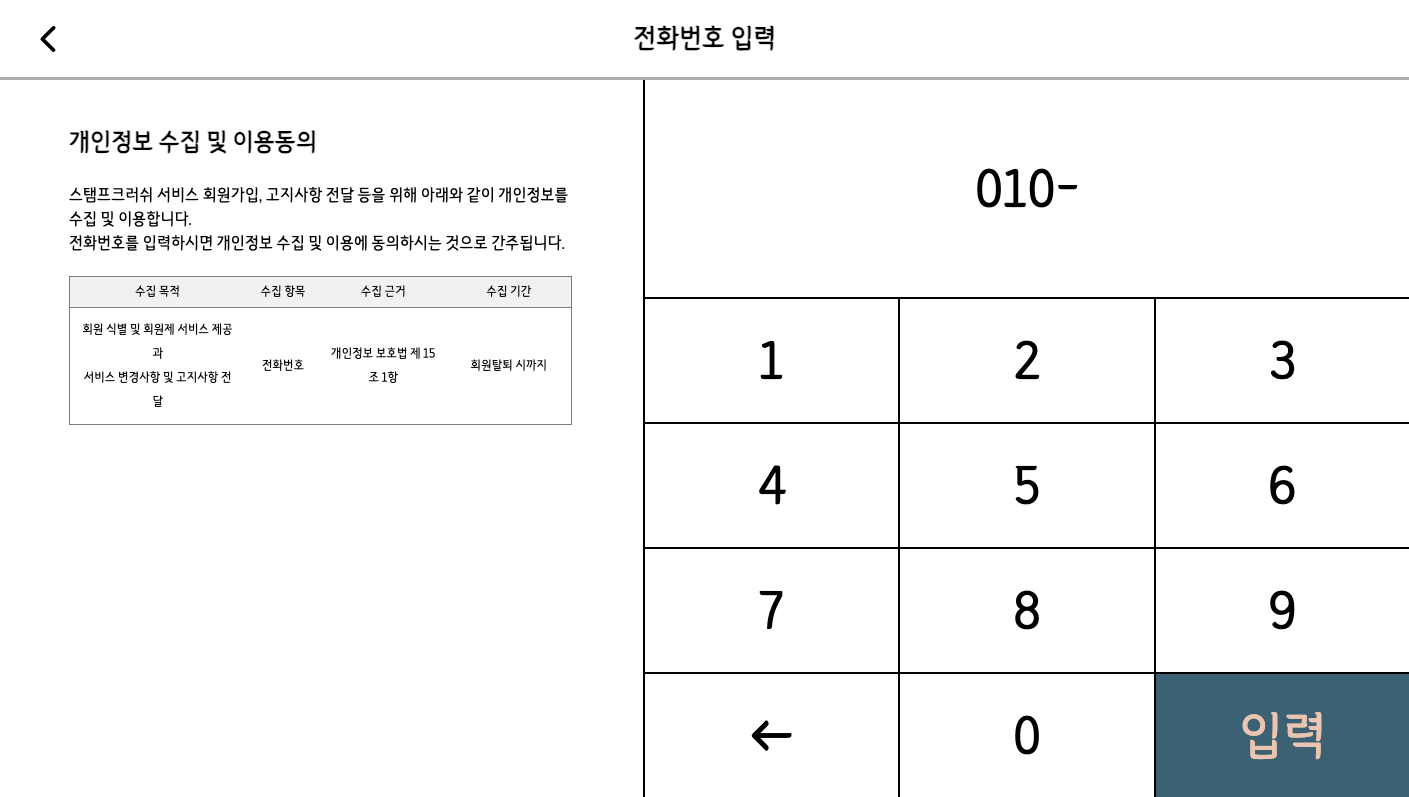 전화번호 입력
개인정보 수집 및 이용동의
스탬프크러쉬 서비스 회원가입, 고지사항 전달 등을 위해 아래와 같이 개인정보를
수집 및 이용합니다.
전화번호를 입력하시면 개인정보 수집 및 이용에 동의하시는 것으로 간주됩니다.
수집 목적 수집 항목 수집 근거 수집 기간
회원 식별 및 회원제 서비스 제공
과
서비스 변경사항 및 고지사항 전
달
전화번호
개인정보 보호법 제 15
조 1항
회원탈퇴 시까지
010-
1 2 3
4 5 6
7 8 9
← 0 입력